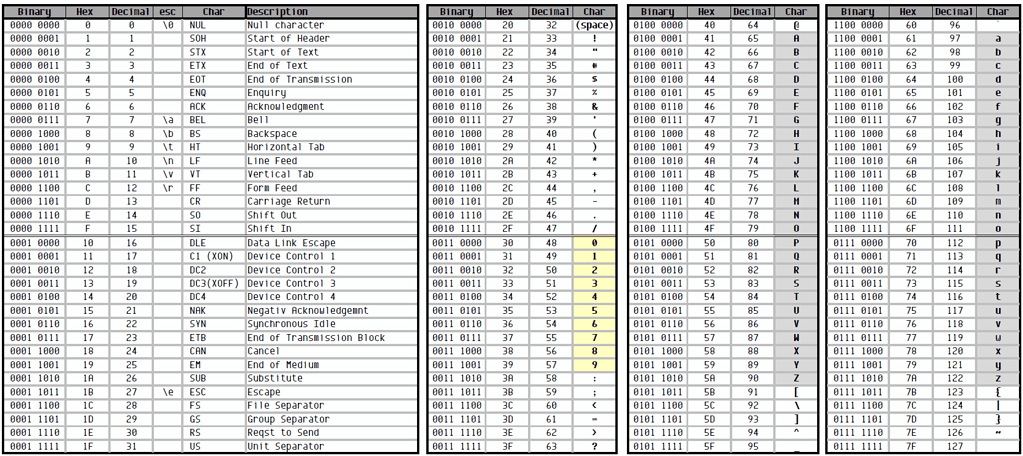 Binary Hex Decimal esc Char Description
0000 0000 0 0 \0 NUL Null character
0000 0001 1 1 SOH Start of Header
0000 0010 2 2 STX Start of Text
0000 0011 3 3 ETX End of Text
0000 0100 4 4 EOT End of Transmission
0000 0101 5 5 ENQ Enquiry
0000 0110 6 6 ACK Acknowledgment
0000 0111 7 7 \a BEL Bell
0000 1000 8 8 \b BS Backspace
0000 1001 9 9 \t HT Horizontal Tab
0000 1010 A 10 \n LF Line Feed
0000 1011 B 11 \v VT Vertical Tab
0000 1100 C 12 \r FF Form Feed
0000 1101 D 13 CR Carriage Return
0000 1110 E 14 SO Shift Out
0000 1111 F 15 SI Shift In
0001 0000 10 16 DLE Data Link Escape
0001 0001 11 17 C1 (XON) Device Control 1
0001 0010 12 18 DC2 Device Control 2
0001 0011 13 19 DC3(XOFF) Device Control 3
0001 0100 14 20 DC4 Device Control 4
0001 0101 15 21 NAK Negativ Acknowledgemnt
0001 0110 16 22 SYN Synchronous Idle
0001 0111 17 23 ETB End of Transmission Block
0001 1000 18 24 CAN Cancel
0001 1001 19 25 EM End of Medium
0001 1010 1A 26 SUB Substitute
0001 1011 1B 27 \e ESC Escape
0001 1100 1C 28 FS File Separator
0001 1101 1D 29 GS Group Separator
0001 1110 1E 30 RS Reqst to Send
0001 1111 1F 31 US Unit Separator
Binary Hex Decimal Char
0010 0000 20 32 (space)
0010 0001 21 33 !
0010 0010 22 34 "
0010 0011 23 35 #
0010 0100 24 36 $
0010 0101 25 37 %
0010 0110 26 38 &
0010 0111 27 39 '
0010 1000 28 40 (
0010 1001 29 41 )
0010 1010 2A 42 *
0010 1011 2B 43 +
0010 1100 2C 44 ,
0010 1101 2D 45 -
0010 1110 2E 46 .
0010 1111 2F 47 /
0011 0000 30 48 0
0011 0001 31 49 1
0011 0010 32 50 2
0011 0011 33 51 3
0011 0100 34 52 4
0011 0101 35 53 5
0011 0110 36 54 6
0011 0111 37 55 7
0011 1000 38 56 8
0011 1001 39 57 9
0011 1010 3A 58 :
0011 1011 3B 59 ;
0011 1100 3C 60 <
0011 1101 3D 61 =
0011 1110 3E 62 >
0011 1111 3F 63 ?
Binary Hex Decimal Char
0100 0000 40 64 @
0100 0001 41 65 A
0100 0010 42 66 B
0100 0011 43 67 C
0100 0100 44 68 D
0100 0101 45 69 E
0100 0110 46 70 F
0100 0111 47 71 G
0100 1000 48 72 H
0100 1001 49 73 I
0100 1010 4A 74 J
0100 1011 4B 75 K
0100 1100 4C 76 L
0100 1101 4D 77 M
0100 1110 4E 78 N
0100 1111 4F 79 O
0101 0000 50 80 P
0101 0001 51 81 Q
0101 0010 52 82 R
0101 0011 53 83 S
0101 0100 54 84 T
0101 0101 55 85 U
0101 0110 56 86 V
0101 0111 57 87 W
0101 1000 58 88 X
0101 1001 59 89 Y
0101 1010 5A 90 Z
0101 1011 5B 91 [
0101 1100 5C 92 \
0101 1101 5D 93 ]
0101 1110 5E 94 ^
0101 1111 5F 95 _
Binary Hex Decimal Char
1100 0000 60 96 `
1100 0001 61 97 a
1100 0010 62 98 b
1100 0011 63 99 c
1100 0100 64 100 d
1100 0101 65 101 e
1100 0110 66 102 f
1100 0111 67 103 g
1100 1000 68 104 h
1100 1001 69 105 i
1100 1010 6A 106 j
1100 1011 6B 107 k
1100 1100 6C 108 l
1100 1101 6D 109 m
1100 1110 6E 110 n
1100 1111 6F 111 o
0111 0000 70 112 p
0111 0001 71 113 q
0111 0010 72 114 r
0111 0011 73 115 s
0111 0100 74 116 t
0111 0101 75 117 u
0111 0110 76 118 v
0111 0111 77 119 w
0111 1000 78 120 x
0111 1001 79 121 y
0111 1010 7A 122 z
0111 1011 7B 123 {
0111 1100 7C 124 |
0111 1101 7D 125 }
0111 1110 7E 126 ~
0111 1111 7F 127